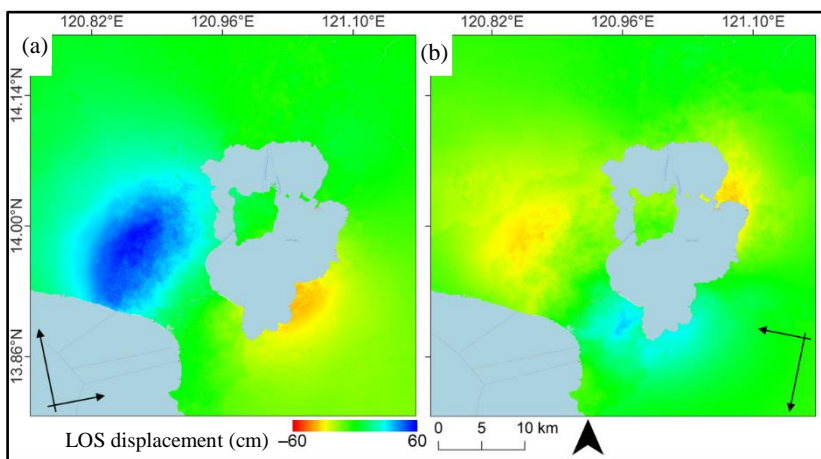 120.82°E 120.96°E 121.10°E 120.82°E 120.96°E 121.10°E
(a) (b)
14.14°N
14.00°N
13.86°N
LOS displacement (cm) –60 60 0 5 10 km